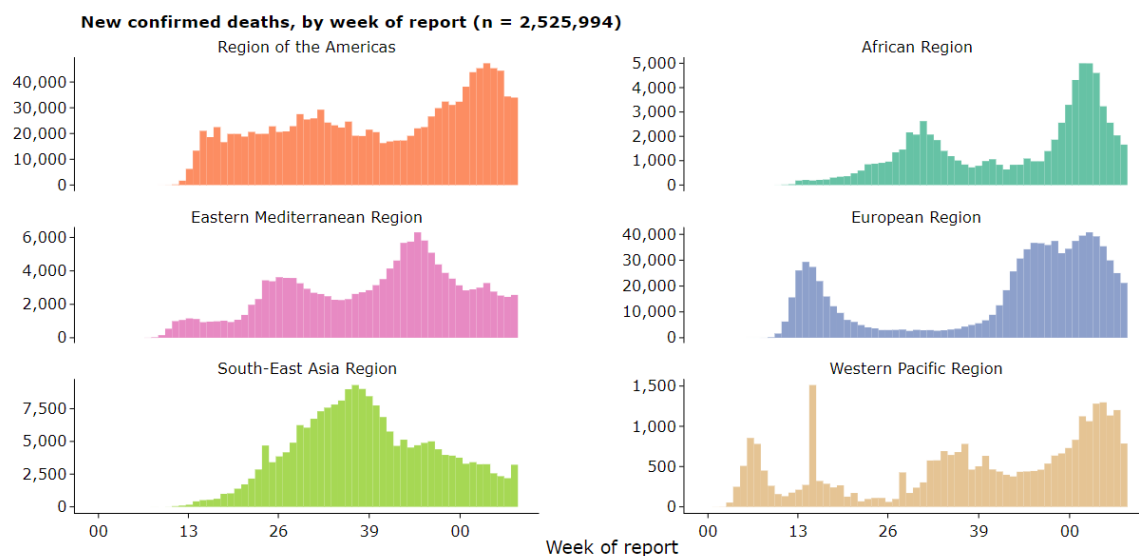 New confirmed deaths, by week of report (n = 2,525,994)
Region of the Americas
40,000
30,000
20,000
10,000
0
African Region
5,000
4,000
3,000
2,000
1,000
0
Eastern Mediterranean Region
6,000
4,000
2,000
0
European Region
40,000
30,000
20,000
10,000
0
South-East Asia Region
7,500
5,000
2,500
0
00 13 26 39 00
Western Pacific Region
1,500
1,000
500
0
00 13 26 39 00
Week of report